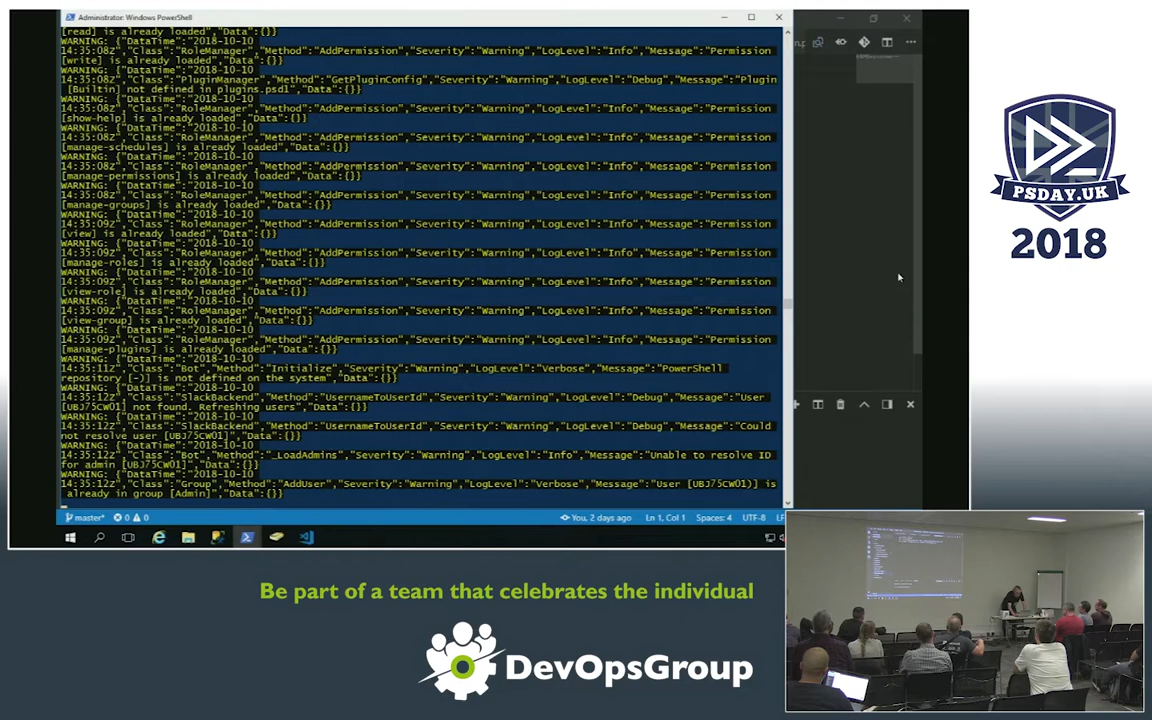 Administrator: Windows PowerShell
[read] is already loaded","Data":{}}
WARNING: {"DataTime":"2018-10-10
14:35:08Z","Class":"RoleManager","Method":"AddPermission","Severity":"Warning","LogLevel":"Info","Message":"Permission
[write] is already loaded","Data":{}}
WARNING: {"DataTime":"2018-10-10
14:35:08Z","Class":"PluginManager","Method":"GetPluginConfig","Severity":"Warning","LogLevel":"Debug","Message":"Plugin
[Builtin] not defined in plugins.psd1","Data":{}}
WARNING: {"DataTime":"2018-10-10
14:35:08Z","Class":"RoleManager","Method":"AddPermission","Severity":"Warning","LogLevel":"Info","Message":"Permission
[show-help] is already loaded","Data":{}}
WARNING: {"DataTime":"2018-10-10
14:35:08Z","Class":"RoleManager","Method":"AddPermission","Severity":"Warning","LogLevel":"Info","Message":"Permission
[manage-schedules] is already loaded","Data":{}}
WARNING: {"DataTime":"2018-10-10
14:35:08Z","Class":"RoleManager","Method":"AddPermission","Severity":"Warning","LogLevel":"Info","Message":"Permission
[manage-permissions] is already loaded","Data":{}}
WARNING: {"DataTime":"2018-10-10
14:35:08Z","Class":"RoleManager","Method":"AddPermission","Severity":"Warning","LogLevel":"Info","Message":"Permission
[manage-groups] is already loaded","Data":{}}
WARNING: {"DataTime":"2018-10-10
14:35:09Z","Class":"RoleManager","Method":"AddPermission","Severity":"Warning","LogLevel":"Info","Message":"Permission
[view] is already loaded","Data":{}}
WARNING: {"DataTime":"2018-10-10
14:35:09Z","Class":"RoleManager","Method":"AddPermission","Severity":"Warning","LogLevel":"Info","Message":"Permission
[manage-roles] is already loaded","Data":{}}
WARNING: {"DataTime":"2018-10-10
14:35:09Z","Class":"RoleManager","Method":"AddPermission","Severity":"Warning","LogLevel":"Info","Message":"Permission
[view-role] is already loaded","Data":{}}
WARNING: {"DataTime":"2018-10-10
14:35:09Z","Class":"RoleManager","Method":"AddPermission","Severity":"Warning","LogLevel":"Info","Message":"Permission
[view-group] is already loaded","Data":{}}
WARNING: {"DataTime":"2018-10-10
14:35:09Z","Class":"RoleManager","Method":"AddPermission","Severity":"Warning","LogLevel":"Info","Message":"Permission
[manage-plugins] is already loaded","Data":{}}
WARNING: {"DataTime":"2018-10-10
14:35:11Z","Class":"Bot","Method":"Initialize","Severity":"Warning","LogLevel":"Verbose","Message":"PowerShell
repository [-)] is not defined on the system","Data":{}}
WARNING: {"DataTime":"2018-10-10
14:35:12Z","Class":"SlackBackend","Method":"UsernameToUserId","Severity":"Warning","LogLevel":"Debug","Message":"User
[UBJ75CW01] not found. Refreshing users","Data":{}}
WARNING: {"DataTime":"2018-10-10
14:35:12Z","Class":"SlackBackend","Method":"UsernameToUserId","Severity":"Warning","LogLevel":"Debug","Message":"Could
not resolve user [UBJ75CW01]","Data":{}}
WARNING: {"DataTime":"2018-10-10
14:35:12Z","Class":"Bot","Method":"_LoadAdmins","Severity":"Warning","LogLevel":"Info","Message":"Unable to resolve ID
for admin [UBJ75CW01]","Data":{}}
WARNING: {"DataTime":"2018-10-10
14:35:12Z","Class":"Group","Method":"AddUser","Severity":"Warning","LogLevel":"Verbose","Message":"User [UBJ75CW01)] is
already in group [Admin]","Data":{}}
master* 0 0 You, 2 days ago Ln 1, Col 1 Spaces: 4 UTF-8 LF
PSDAY.UK
2018
Be part of a team that celebrates the individual
DevOpsGroup